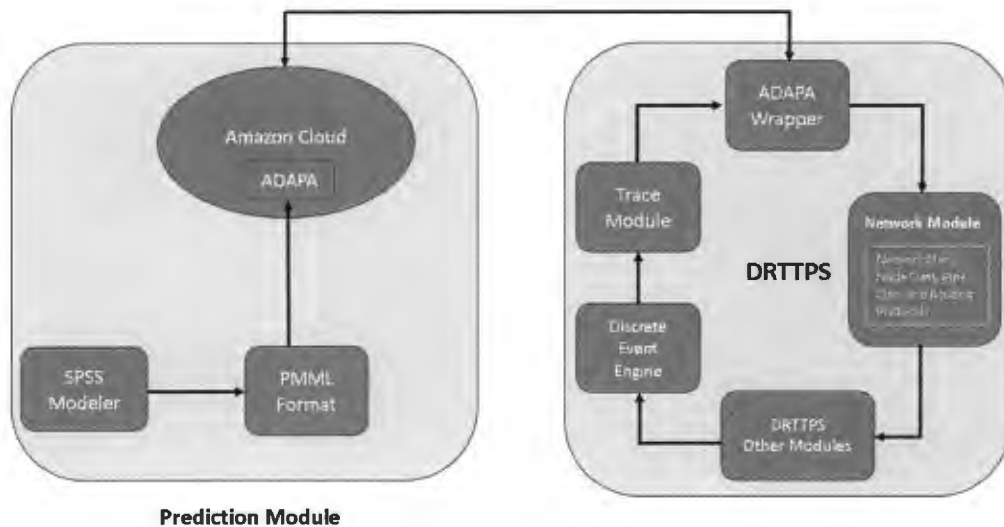 Amazon Cloud
ADAPA
SPSS
Modeler
PMML
Format
Prediction Module
ADAPA
Wrapper
Trace
Module
Network Module
DRTTPS
Discrete
Event
Engine
DRTTPS
Other Modules